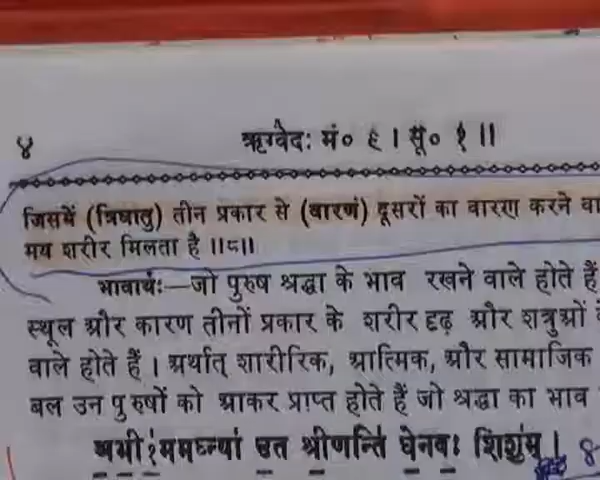 ४
ऋग्वेदः मं० ६ । सू० १ ॥
जिसमें (त्रिधातु) तीन प्रकार से (वारणं) दूसरों का वारण करने वा
मय शरीर मिलता है ॥८॥
भावार्थः—जो पुरुष श्रद्धा के भाव रखने वाले होते हैं
स्थूल और कारण तीनों प्रकार के शरीर दृढ़ और शत्रुओं
वाले होते हैं । अर्थात् शारीरिक, आत्मिक, और सामाजिक
बल उन पुरुषों को आकर प्राप्त होते हैं जो श्रद्धा का भाव
अभी३ममघ्न्या उत श्रीणन्ति धेनवः शिशुम् ।